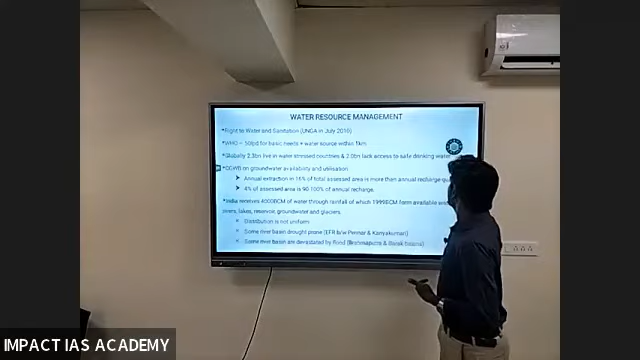 WATER RESOURCE MANAGEMENT
Right to Water and Sanitation (UNGA in July 2010)
WHO – 50lpd for basic needs + water source within 1km
Globally 2.3bn live in water stressed countries & 2.0bn lack access to safe drinking water
on groundwater availability and utilisation
Annual extraction in 16% of total assessed area is more than annual recharge
4% of assessed area is 90-100% of annual recharge.
India receives 4000BCM of water through rainfall of which 1999BCM form available
rivers, lakes, reservoir, groundwater and glaciers
Distribution is not uniform
Some river basin drought prone (EFR b/w Pennar & Kanyakumari)
Some river basin are devastated by flood (Brahmaputra & Barak basins)
IMPACT IAS ACADEMY